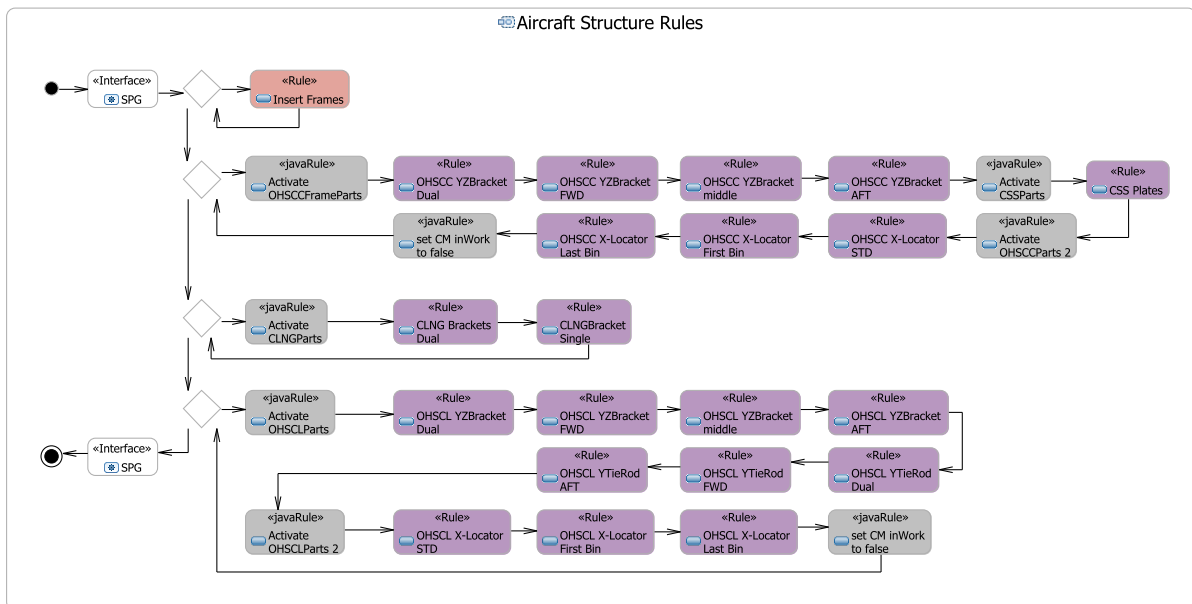 Aircraft Structure Rules
«Interface»
SPG
«Rule»
Insert Frames
«javaRule»
Activate
OHSCCFrameParts
«Rule»
OHSCC YZBracket
Dual
«Rule»
OHSCC YZBracket
FWD
«Rule»
OHSCC YZBracket
middle
«Rule»
OHSCC YZBracket
AFT
«javaRule»
Activate
CSSParts
«Rule»
CSS Plates
«javaRule»
set CM inWork
to false
«Rule»
OHSCC X-Locator
Last Bin
«Rule»
OHSCC X-Locator
First Bin
«Rule»
OHSCC X-Locator
STD
«javaRule»
Activate
OHSCCParts 2
«javaRule»
Activate
CLNGParts
«Rule»
CLNG Brackets
Dual
«Rule»
CLNGBracket
Single
«javaRule»
Activate
OHSCLParts
«Rule»
OHSCL YZBracket
Dual
«Rule»
OHSCL YZBracket
FWD
«Rule»
OHSCL YZBracket
middle
«Rule»
OHSCL YZBracket
AFT
«Interface»
SPG
«Rule»
OHSCL YTieRod
AFT
«Rule»
OHSCL YTieRod
FWD
«Rule»
OHSCL YTieRod
Dual
«javaRule»
Activate
OHSCLParts 2
«Rule»
OHSCL X-Locator
STD
«Rule»
OHSCL X-Locator
First Bin
«Rule»
OHSCL X-Locator
Last Bin
«javaRule»
set CM inWork
to false